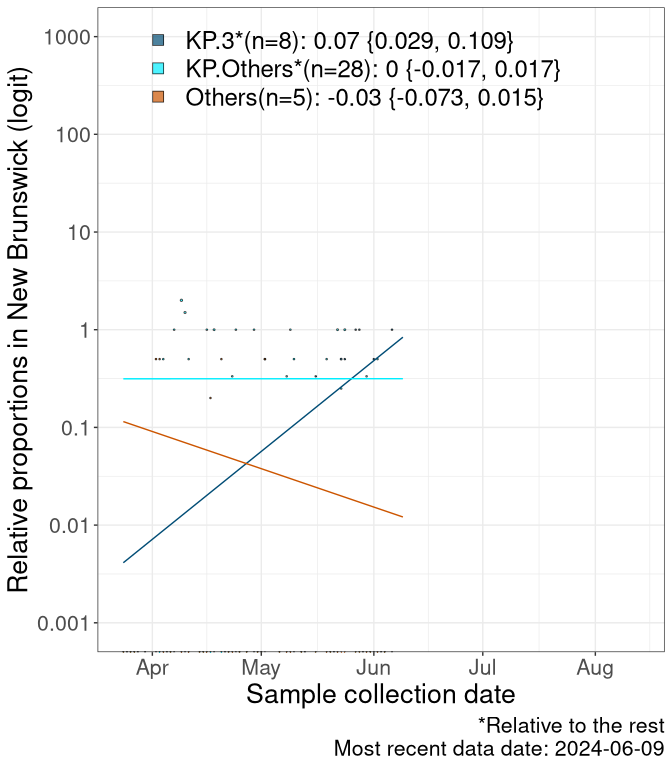 KP.3*(n=8): 0.07 {0.029, 0.109}
KP.Others*(n=28): 0 {-0.017, 0.017}
Others(n=5): -0.03 {-0.073, 0.015}
Relative proportions in New Brunswick (logit)
1000
100
10
1
0.1
0.01
0.001
Apr May Jun Jul Aug
Sample collection date
*Relative to the rest
Most recent data date: 2024-06-09